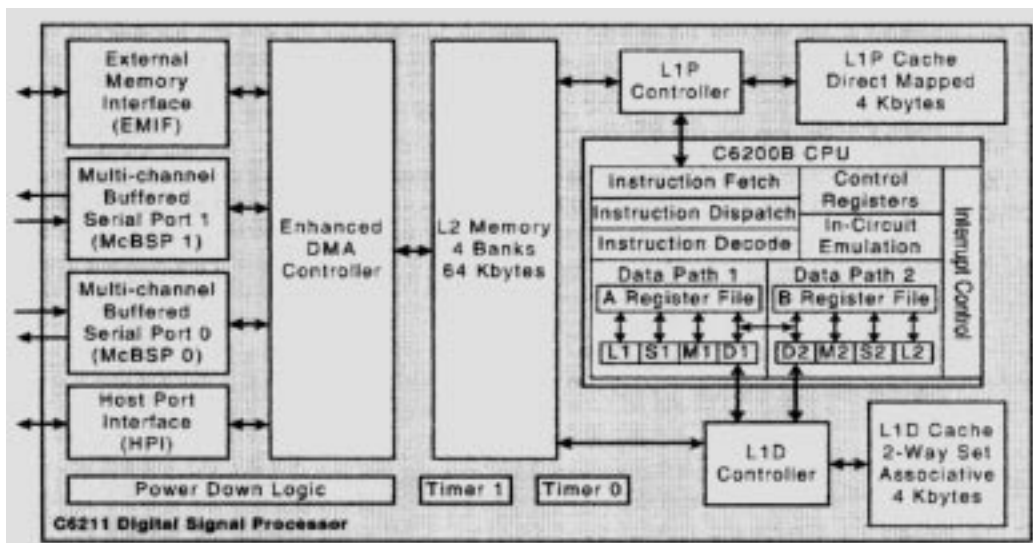 External
Memory
Interface
(EMIF)
Multi-channel
Buffered
Serial Port 1
(McBSP 1)
Multi-channel
Buffered
Serial Port 0
(McBSP 0)
Host Port
Interface
(HPI)
Power Down Logic
Enhanced
DMA
Controller
L2 Memory
4 Banks
64 Kbytes
Timer 1
Timer 0
L1P
Controller
L1P Cache
Direct Mapped
4 Kbytes
C6200B CPU
Instruction Fetch
Instruction Dispatch
Instruction Decode
Control
Registers
In-Circuit
Emulation
Interrupt Control
Data Path 1
A Register File
L1 S1 M1 D1
Data Path 2
B Register File
D2 M2 S2 L2
L1D
Controller
L1D Cache
2-Way Set
Associative
4 Kbytes
C6211 Digital Signal Processor